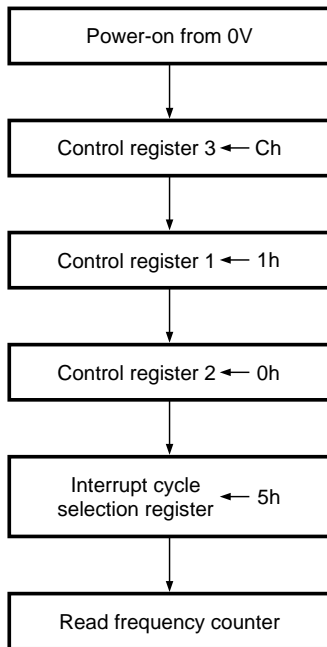 Power-on from 0V
Control register 3 ← Ch
Control register 1 ← 1h
Control register 2 ← 0h
Interrupt cycle
selection register ← 5h
Read frequency counter